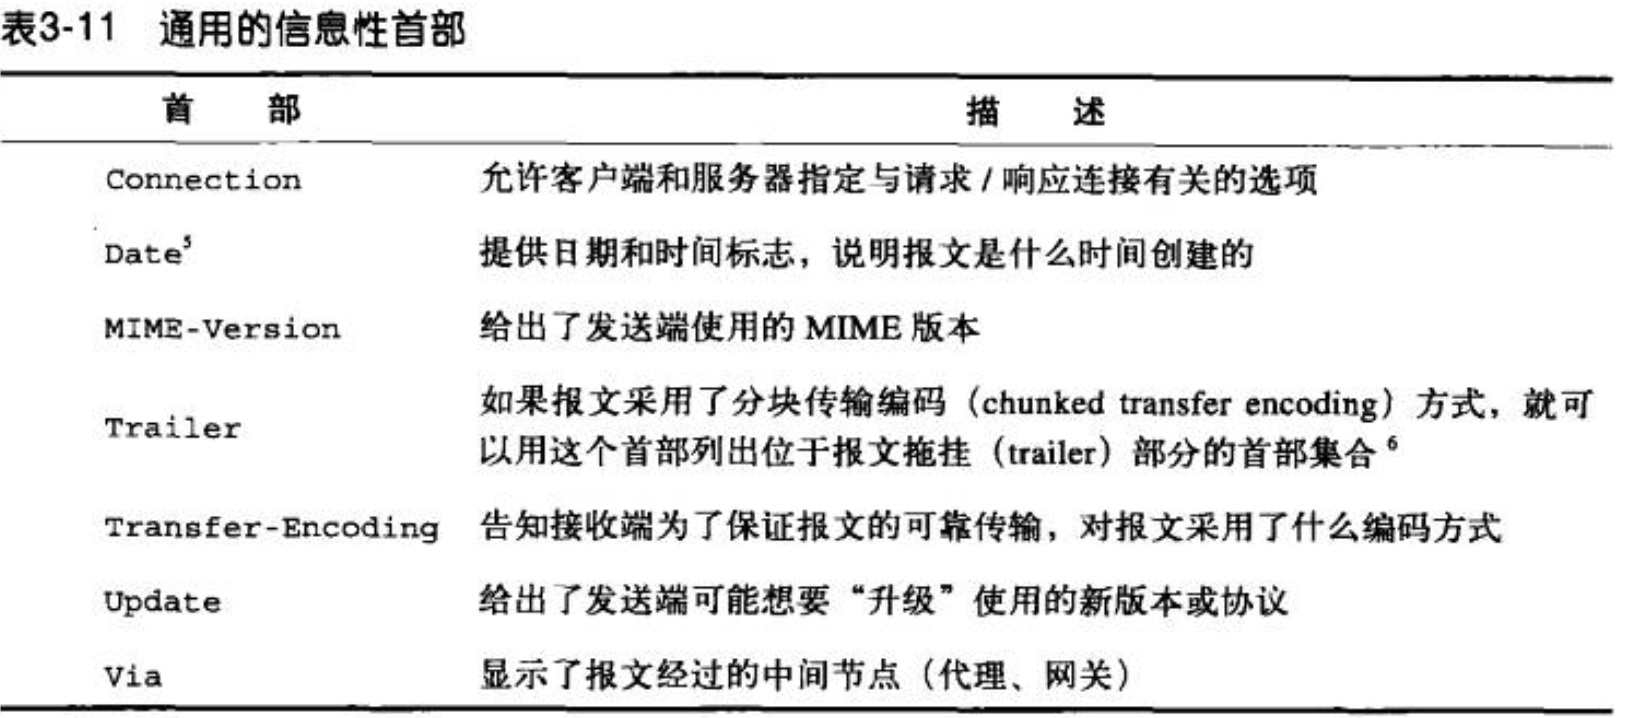 表3-11 通用的信息性首部
首 部 描 述
Connection 允许客户端和服务器指定与请求 / 响应连接有关的选项
Date⁵ 提供日期和时间标志，说明报文是什么时间创建的
MIME-Version 给出了发送端使用的 MIME 版本
Trailer 如果报文采用了分块传输编码（chunked transfer encoding）方式，就可
以用这个首部列出位于报文拖挂（trailer）部分的首部集合⁶
Transfer-Encoding 告知接收端为了保证报文的可靠传输，对报文采用了什么编码方式
Update 给出了发送端可能想要“升级”使用的新版本或协议
Via 显示了报文经过的中间节点（代理、网关）